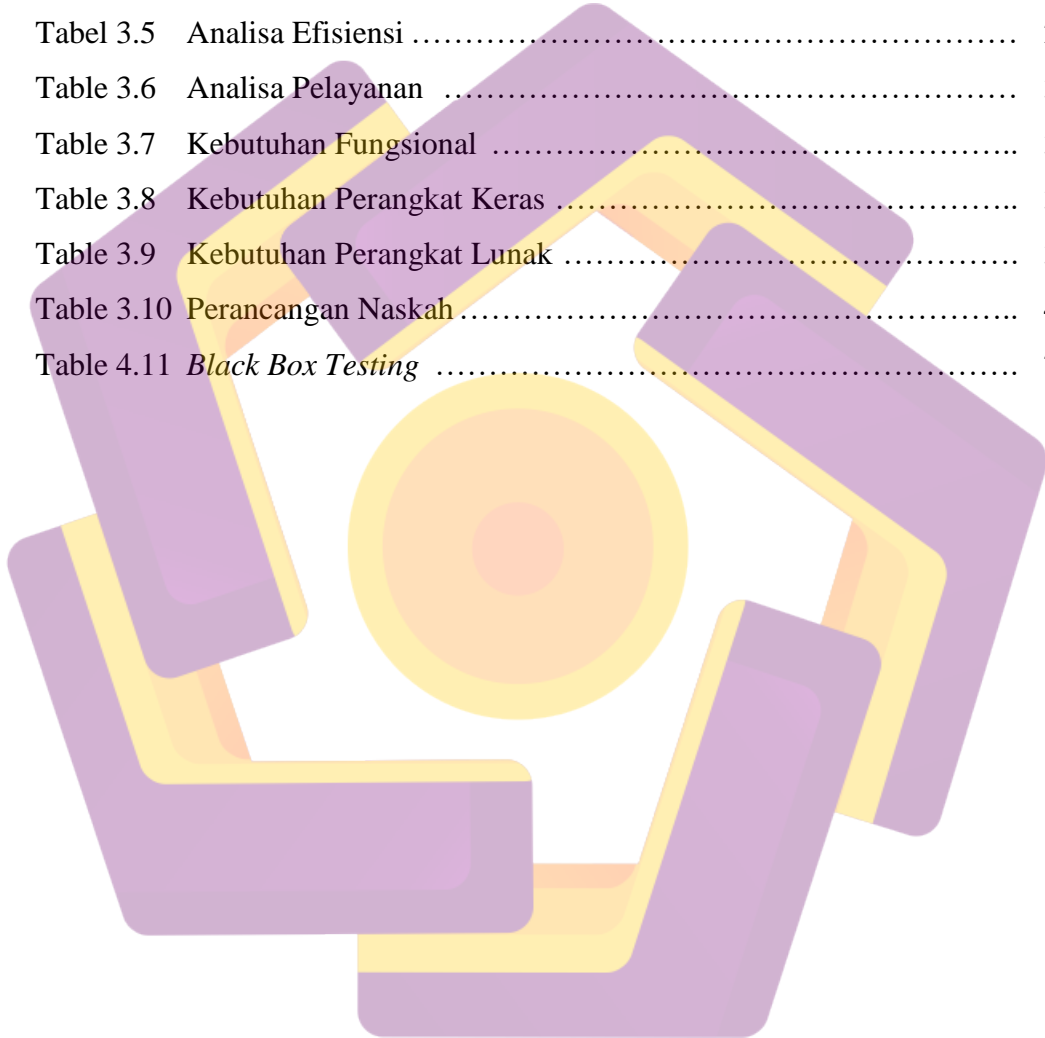 Tabel 3.5 Analisa Efisiensi ………………………………………………
Table 3.6 Analisa Pelayanan ……………………………………………
Table 3.7 Kebutuhan Fungsional ………………………………………..
Table 3.8 Kebutuhan Perangkat Keras …………………………………..
Table 3.9 Kebutuhan Perangkat Lunak …………………………………..
Table 3.10 Perancangan Naskah …………………………………………..
Table 4.11 Black Box Testing …………………………………………….